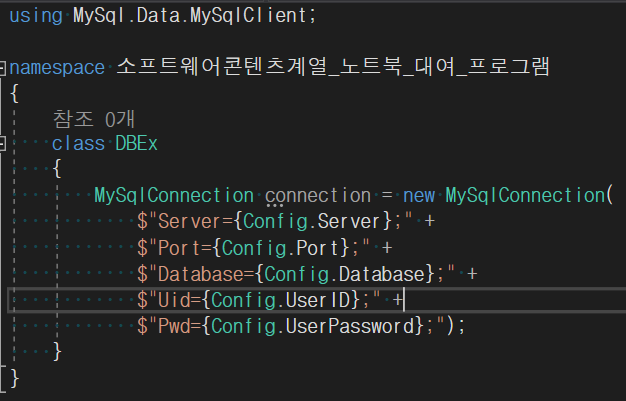 using MySql.Data.MySqlClient;
namespace 소프트웨어콘텐츠계열_노트북_대여_프로그램
{
참조 0개
class DBEx
{
MySqlConnection connection = new MySqlConnection(
$"Server={Config.Server};" +
$"Port={Config.Port};" +
$"Database={Config.Database};" +
$"Uid={Config.UserID};" +
$"Pwd={Config.UserPassword};");
}
}